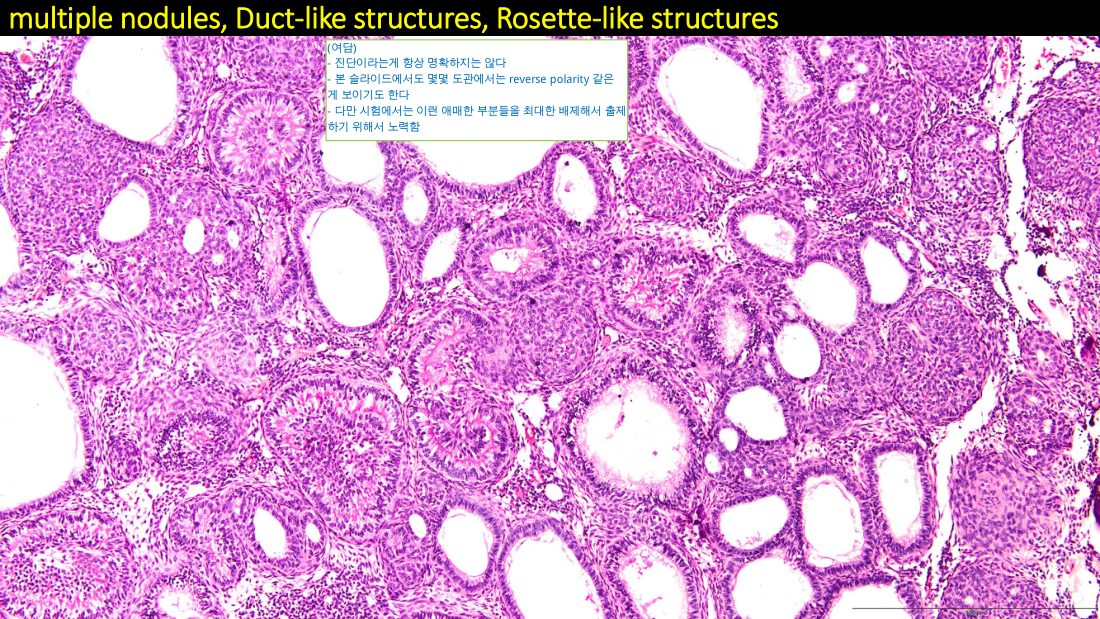 multiple nodules, Duct-like structures, Rosette-like structures
(여담)
- 진단이라는게 항상 명확하지는 않다
- 본 슬라이드에서도 몇몇 도관에서는 reverse polarity 같은
게 보이기도 한다
- 다만 시험에서는 이런 애매한 부분들을 최대한 배제해서 출제
하기 위해서 노력함